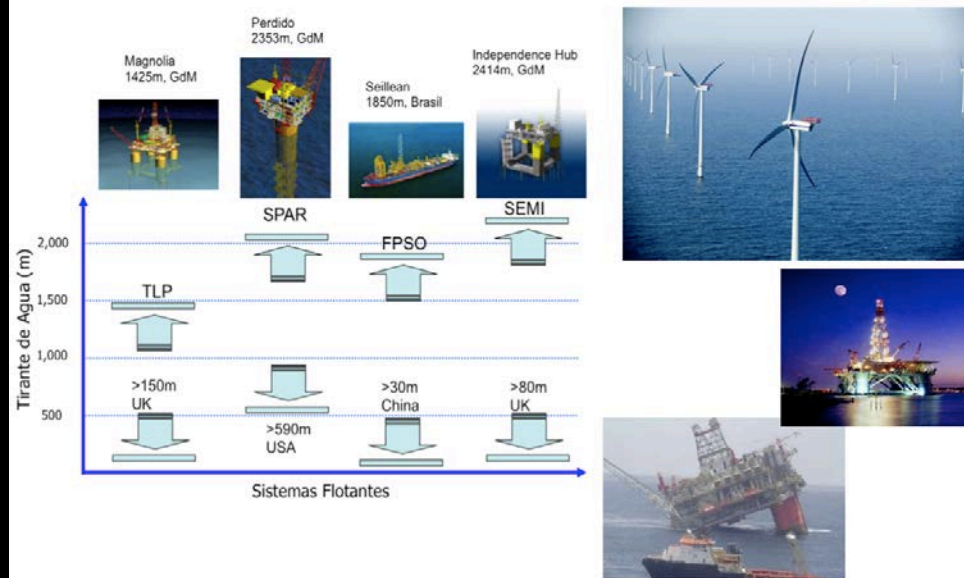 Perdido
2353m, GdM
Magnolia
1425m, GdM
Seillean
1850m, Brasil
Independence Hub
2414m, GdM
SPAR
SEMI
FPSO
TLP
2,000
1,500
1,000
500
Tirante de Agua (m)
>150m
UK
>590m
USA
>30m
China
>80m
UK
Sistemas Flotantes